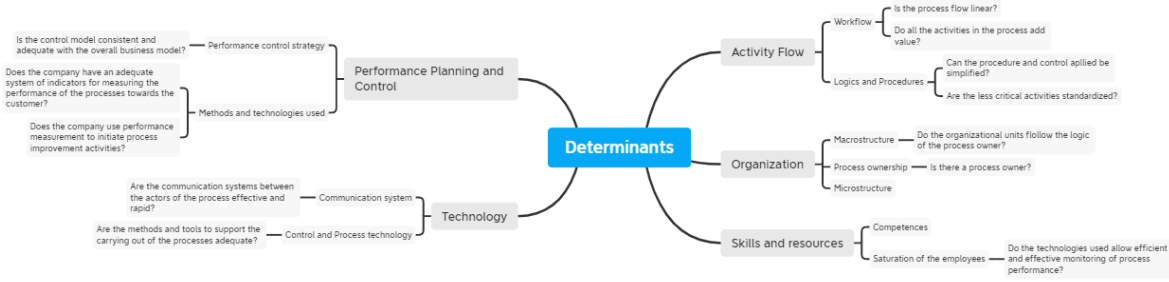 Determinants
Performance Planning and
Control
Performance control strategy
Is the control model consistent and
adequate with the overall business model?
Methods and technologies used
Does the company have an adequate
system of indicators for measuring the
performance of the processes towards the
customer?
Does the company use performance
measurement to initiate process
improvement activities?
Technology
Communication system
Are the communication systems between
the actors of the process effective and
rapid?
Control and Process technology
Are the methods and tools to support the
carrying out of the processes adequate?
Activity Flow
Workflow
Is the process flow linear?
Do all the activities in the process add
value?
Logics and Procedures
Can the procedure and control apllied be
simplified?
Are the less critical activities standardized?
Organization
Macrostructure
Do the organizational units flollow the logic
of the process owner?
Process ownership
Is there a process owner?
Microstructure
Skills and resources
Competences
Saturation of the employees
Do the technologies used allow efficient
and effective monitoring of process
performance?